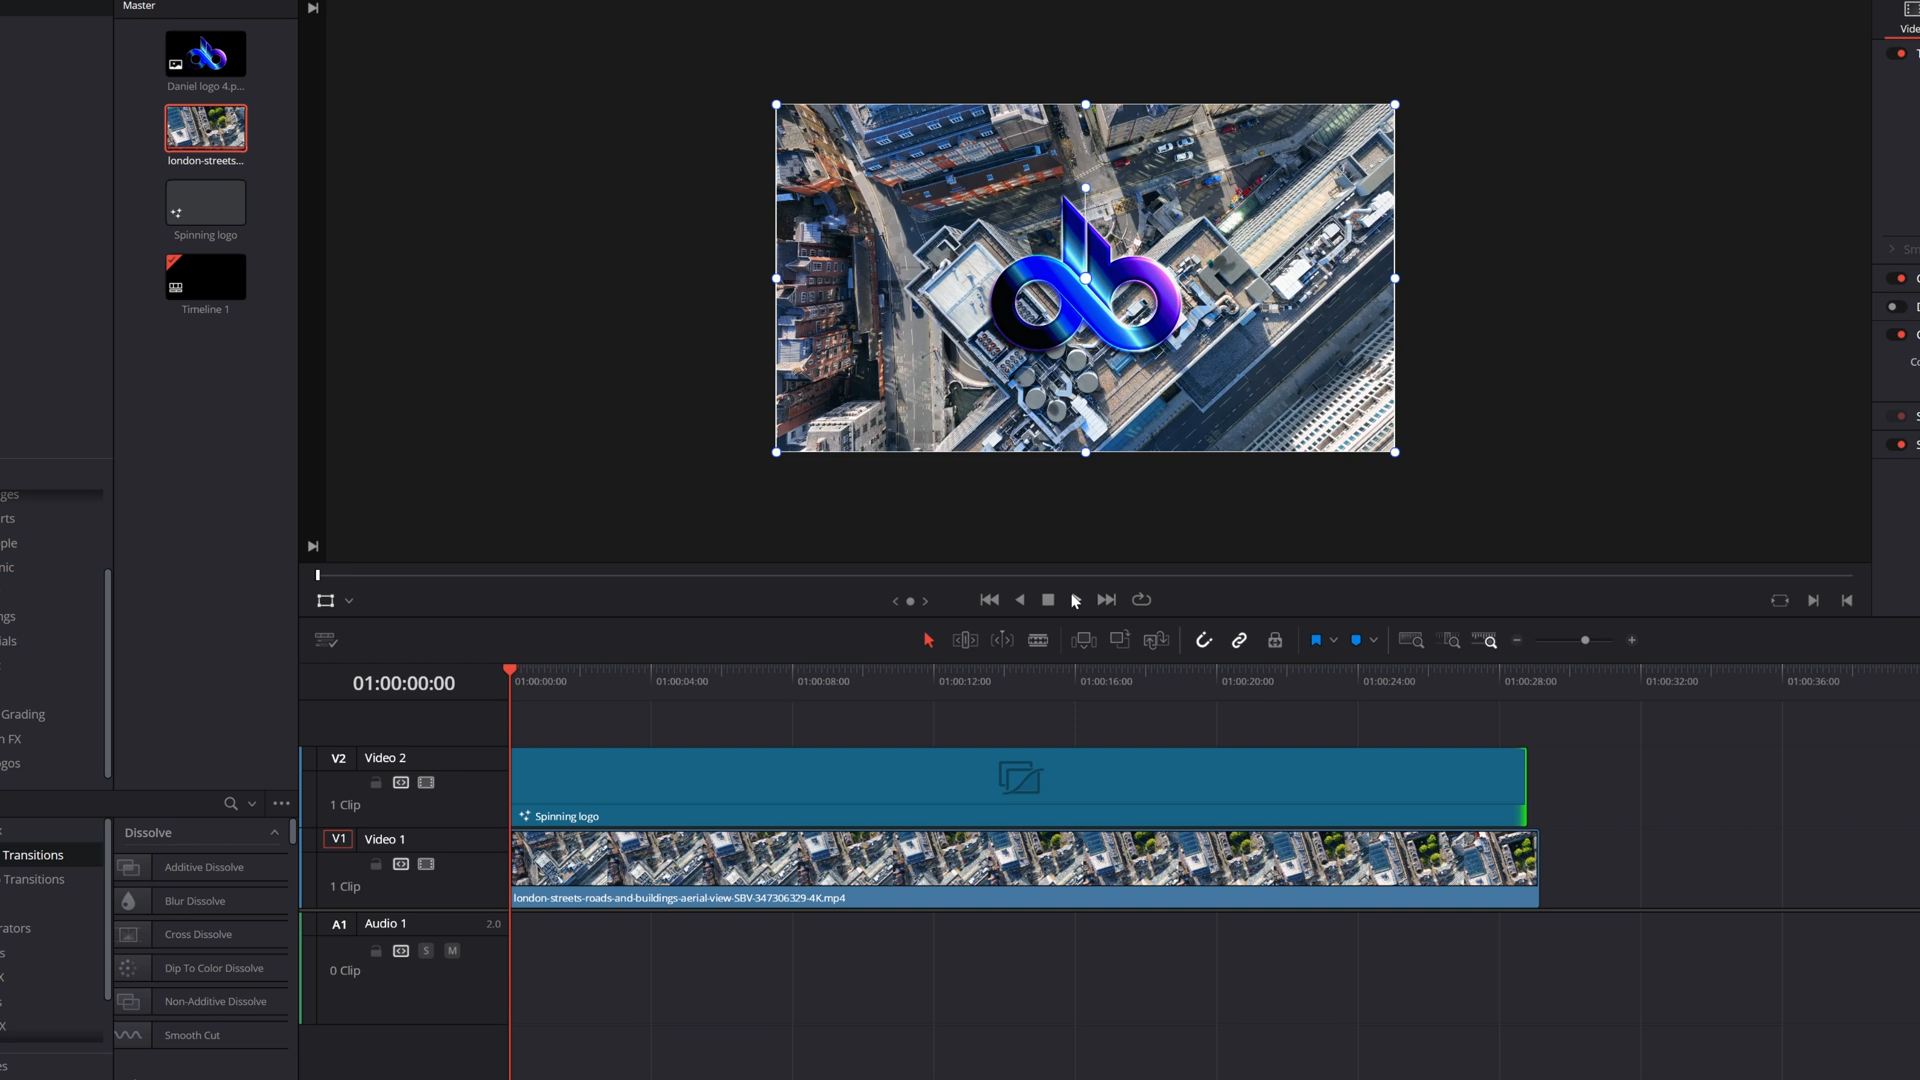 Master
Daniel logo 4.p...
london-streets...
Spinning logo
Timeline 1
ges
rts
ple
nic
ngs
ials
Grading
n FX
ogos
Transitions
Transitions
rators
s
X
s
X
es
Dissolve
Additive Dissolve
Blur Dissolve
Cross Dissolve
Dip To Color Dissolve
Non-Additive Dissolve
Smooth Cut
Vide
Sm
Co
01:00:00:00
01:00:00:00 01:00:04:00 01:00:08:00 01:00:12:00 01:00:16:00 01:00:20:00 01:00:24:00 01:00:28:00 01:00:32:00 01:00:36:00
V2 Video 2
1 Clip
Spinning logo
V1 Video 1
1 Clip
london-streets-roads-and-buildings-aerial-view-SBV-347306329-4K.mp4
A1 Audio 1 2.0
S M
0 Clip